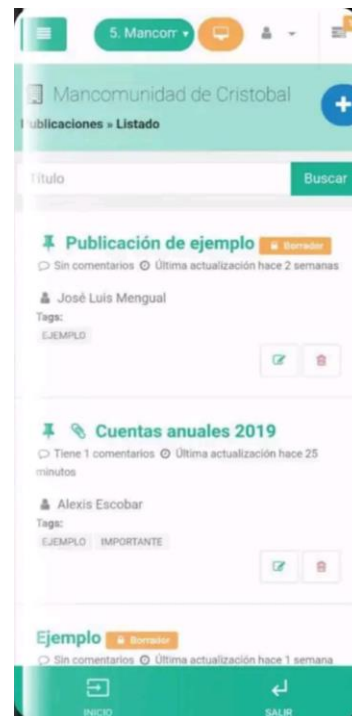 5. Mancom
Mancomunidad de Cristobal
Publicaciones » Listado
Título
Buscar
Publicación de ejemplo Borrador
Sin comentarios Última actualización hace 2 semanas
José Luis Mengual
Tags:
EJEMPLO
Cuentas anuales 2019
Tiene 1 comentarios Última actualización hace 25
minutos
Alexis Escobar
Tags:
EJEMPLO IMPORTANTE
Ejemplo Borrador
Sin comentarios Última actualización hace 1 semana
INICIO
SALIR